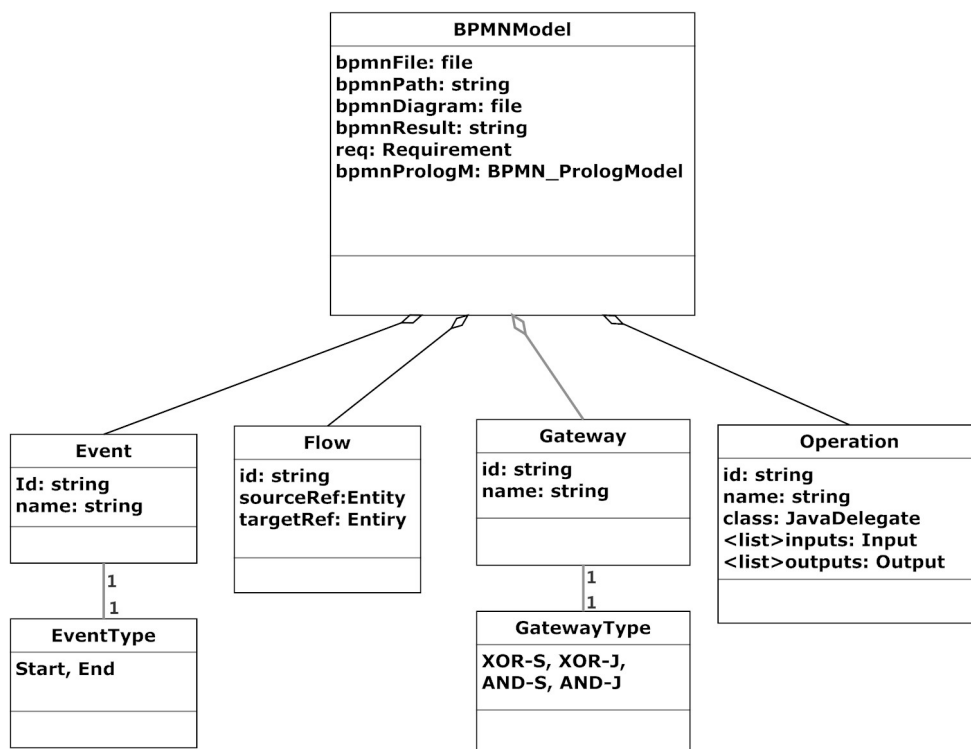 BPMNModel
bpmnFile: file
bpmnPath: string
bpmnDiagram: file
bpmnResult: string
req: Requirement
bpmnPrologM: BPMN_PrologModel
Event
Id: string
name: string
1
1
EventType
Start, End
Flow
id: string
sourceRef:Entity
targetRef: Entiry
Gateway
id: string
name: string
1
1
GatewayType
XOR-S, XOR-J,
AND-S, AND-J
Operation
id: string
name: string
class: JavaDelegate
<list>inputs: Input
<list>outputs: Output